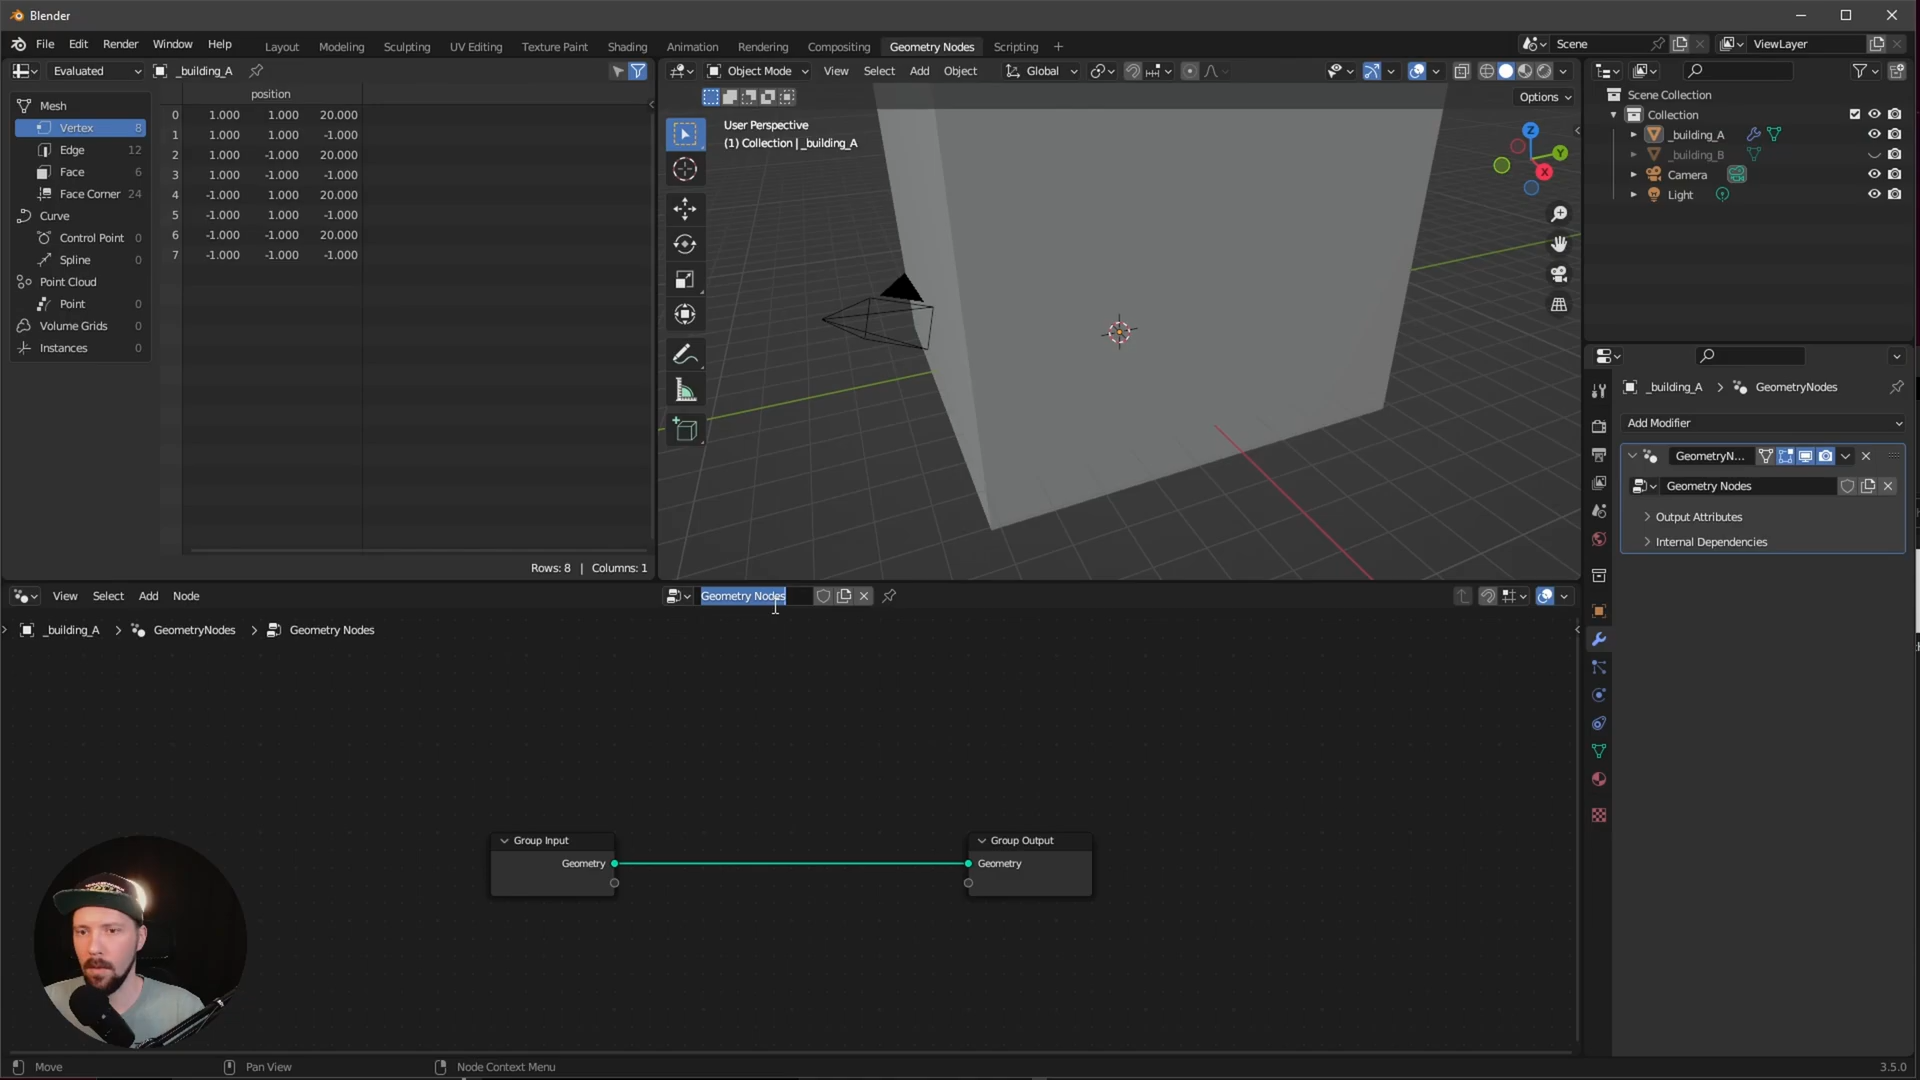 Blender
File Edit Render Window Help Layout Modeling Sculpting UV Editing Texture Paint Shading Animation Rendering Compositing Geometry Nodes Scripting + Scene ViewLayer
Evaluated _building_A
Mesh
Vertex 8
Edge 12
Face 6
Face Corner 24
Curve
Control Point 0
Spline 0
Point Cloud
Point 0
Volume Grids 0
Instances 0
position
0 1.000 1.000 20.000
1 1.000 1.000 -1.000
2 1.000 -1.000 20.000
3 1.000 -1.000 -1.000
4 -1.000 1.000 20.000
5 -1.000 1.000 -1.000
6 -1.000 -1.000 20.000
7 -1.000 -1.000 -1.000
Rows: 8 | Columns: 1
Object Mode View Select Add Object Global
Options
User Perspective
(1) Collection | _building_A
Z
Y
X
Scene Collection
Collection
_building_A
_building_B
Camera
Light
_building_A > GeometryNodes
Add Modifier
GeometryN...
Geometry Nodes
Output Attributes
Internal Dependencies
View Select Add Node Geometry Nodes
_building_A > GeometryNodes > Geometry Nodes
Group Input
Geometry
Group Output
Geometry
Move Pan View Node Context Menu 3.5.0